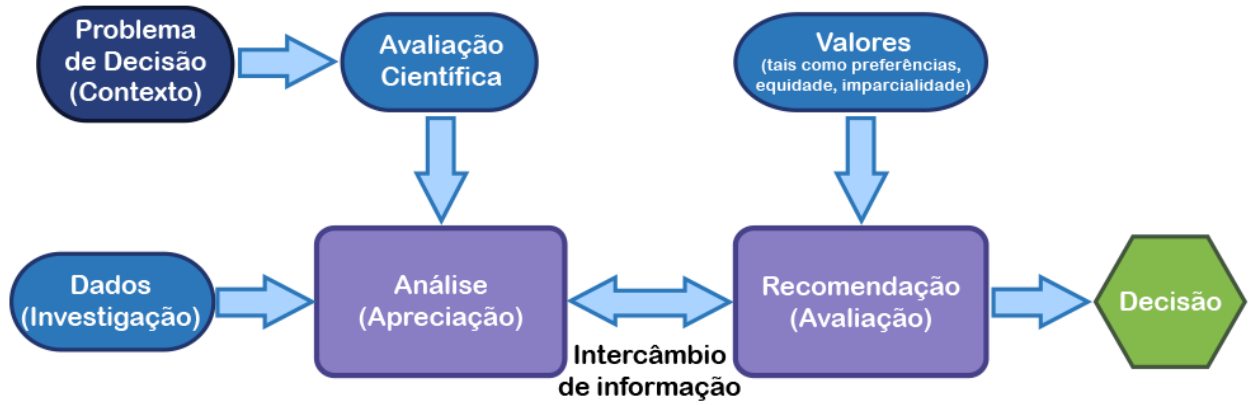 Problema
de Decisão
(Contexto)
Avaliação
Científica
Valores
(tais como preferências,
equidade, imparcialidade)
Dados
(Investigação)
Análise
(Apreciação)
Intercâmbio
de informação
Recomendação
(Avaliação)
Decisão